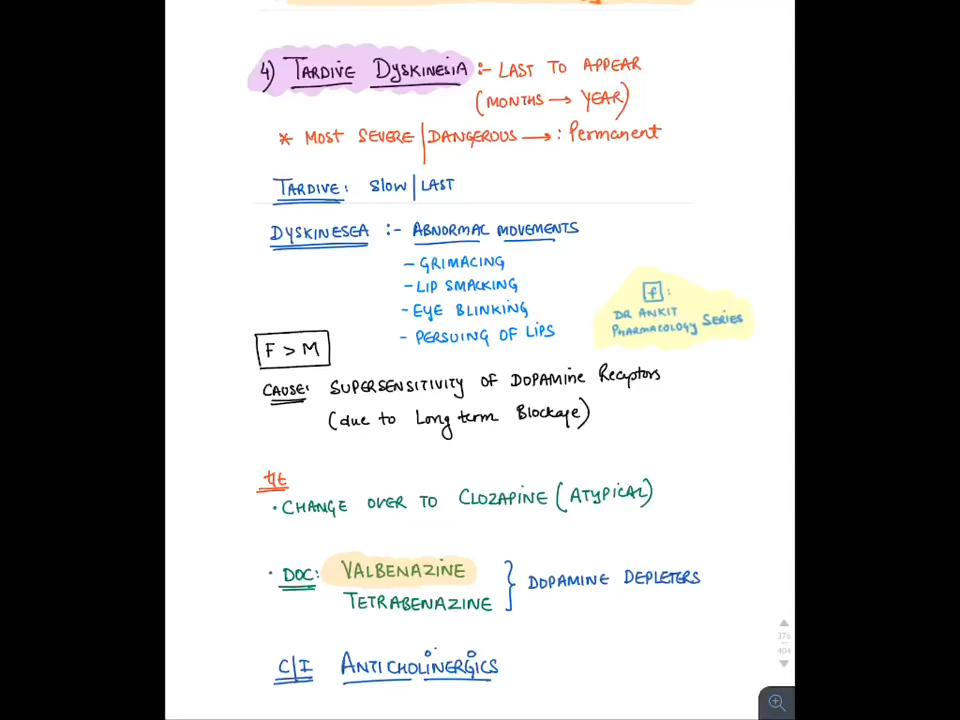 4) TARDIVE DYSKINESIA :- LAST TO APPEAR
(MONTHS → YEAR)
* MOST SEVERE | DANGEROUS → : Permanent
TARDIVE: Slow | LAST
DYSKINESEA :- ABNORMAL MOVEMENTS
- GRIMACING
- LIP SMACKING
- EYE BLINKING
- PERSUING OF LIPS
f :
DR ANKIT
PHARMACOLOGY SERIES
F > M
CAUSE: SUPERSENSITIVITY OF DOPAMINE Receptors
(due to Long term Blockage)
• CHANGE OVER TO CLOZAPINE (ATYPICAL)
• DOC: VALBENAZINE
TETRABENAZINE } DOPAMINE DEPLETERS
C/I ANTICHOLINERGICS
376
404